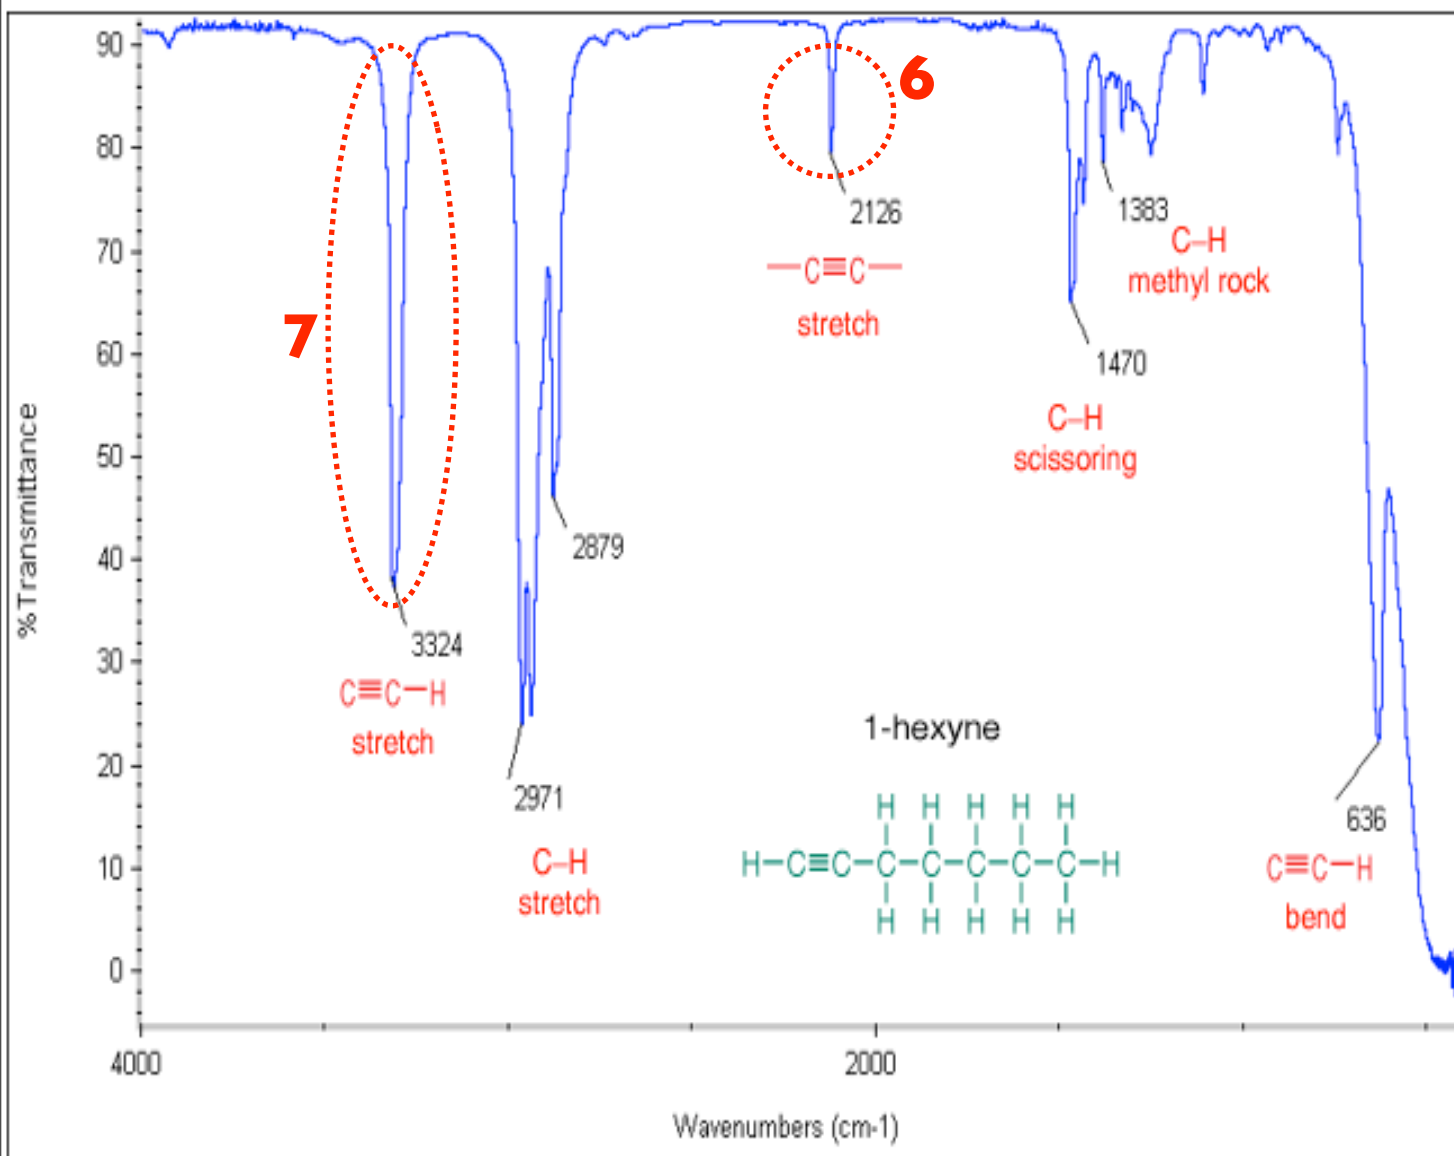 90
80
70
60
50
40
30
20
10
0
%Transmittance
7
6
3324
C≡C—H
stretch
2971
C–H
stretch
2879
2126
—C≡C—
stretch
1470
C–H
scissoring
1383
C–H
methyl rock
1-hexyne
H H H H H
H—C≡C—C—C—C—C—C—H
H H H H H
636
C≡C—H
bend
4000 2000
Wavenumbers (cm-1)